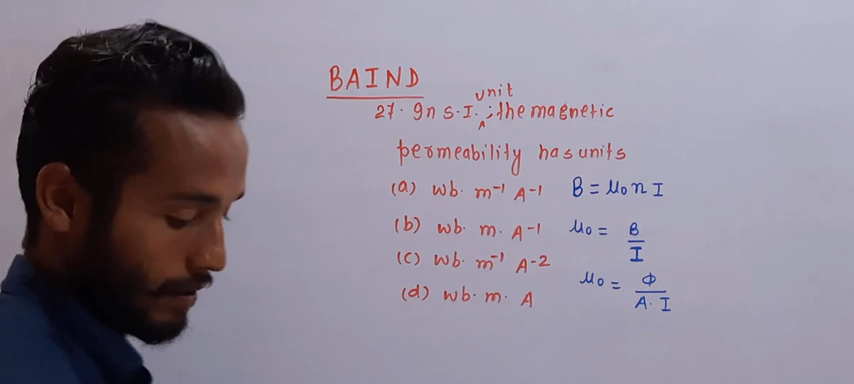 BAIND
unit
27. In S.I. ^ ; the magnetic
permeability has units
(a) wb. m⁻¹ A⁻¹ B = μ₀ n I
(b) wb. m. A⁻¹ μ₀ = B / I
(c) wb. m⁻¹ A⁻² μ₀ = Φ / A. I
(d) wb. m. A